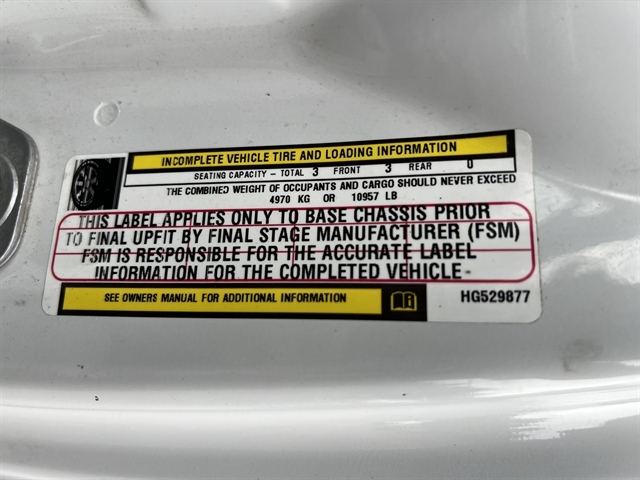 INCOMPLETE VEHICLE TIRE AND LOADING INFORMATION
SEATING CAPACITY - TOTAL 3 FRONT 3 REAR 0
THE COMBINED WEIGHT OF OCCUPANTS AND CARGO SHOULD NEVER EXCEED
4970 KG OR 10957 LB
THIS LABEL APPLIES ONLY TO BASE CHASSIS PRIOR
TO FINAL UPFIT BY FINAL STAGE MANUFACTURER (FSM)
FSM IS RESPONSIBLE FOR THE ACCURATE LABEL
INFORMATION FOR THE COMPLETED VEHICLE
SEE OWNERS MANUAL FOR ADDITIONAL INFORMATION
HG529877